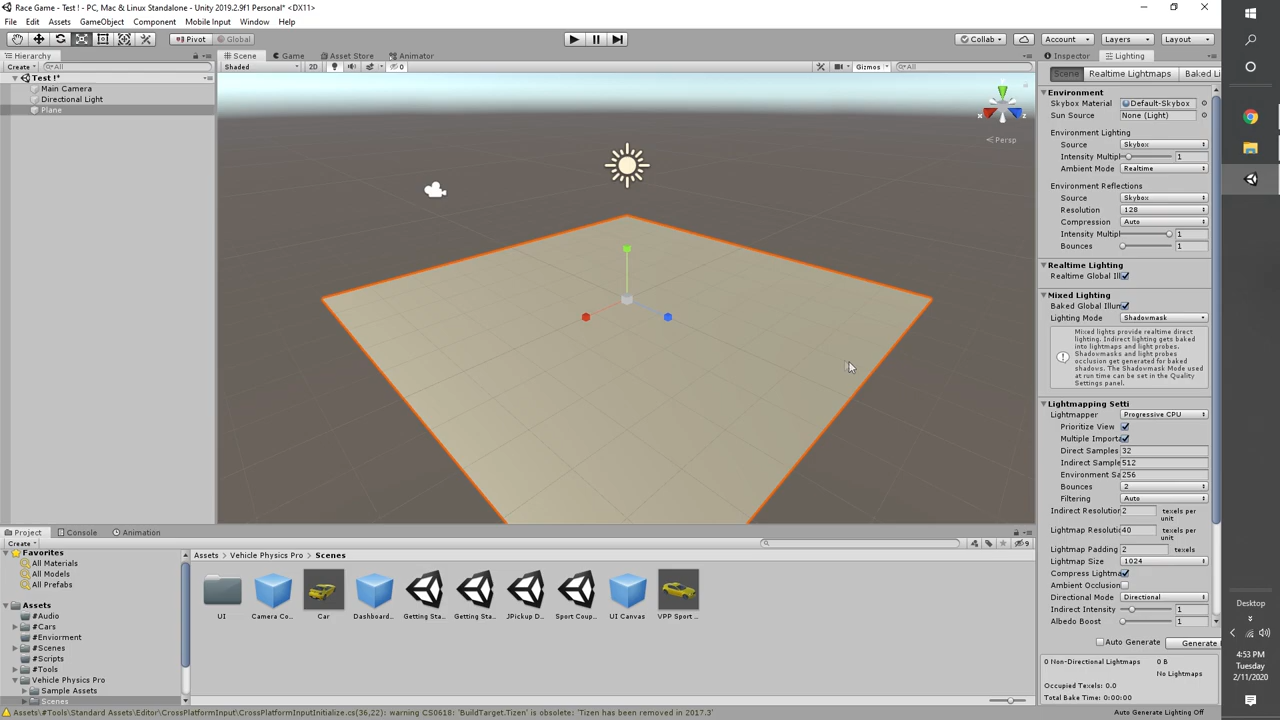 Race Game - Test ! - PC, Mac & Linux Standalone - Unity 2019.2.9f1 Personal* <DX11>
File Edit Assets GameObject Component Mobile Input Window Help
Pivot Global Collab Account Layers Layout
Hierarchy Scene Game Asset Store Animator Inspector Lighting
Create All Shaded 2D 0 Gizmos All Scene Realtime Lightmaps Baked Li
Test !*
Main Camera
Directional Light
Plane
x z
Persp
Environment
Skybox Material Default-Skybox
Sun Source None (Light)
Environment Lighting
Source Skybox
Intensity Multipl 1
Ambient Mode Realtime
Environment Reflections
Source Skybox
Resolution 128
Compression Auto
Intensity Multipl 1
Bounces 1
Realtime Lighting
Realtime Global Ill
Mixed Lighting
Baked Global Illum
Lighting Mode Shadowmask
Mixed lights provide realtime direct
lighting. Indirect lighting gets baked
into lightmaps and light probes.
Shadowmasks and light probes
occlusion get generated for baked
shadows. The Shadowmask Mode used
at run time can be set in the Quality
Settings panel.
Lightmapping Setti
Lightmapper Progressive CPU
Prioritize View
Multiple Importa
Direct Samples 32
Indirect Sample 512
Environment Sa 256
Bounces 2
Filtering Auto
Indirect Resolution 2 texels per
unit
Lightmap Resoluti 40 texels per
unit
Lightmap Padding 2 texels
Lightmap Size 1024
Compress Lightma
Ambient Occlusion
Directional Mode Directional
Indirect Intensity 1
Albedo Boost 1
Auto Generate Generate
0 Non-Directional Lightmaps 0 B
No Lightmaps
Occupied Texels: 0.0
Total Bake Time: 0:00:00
Auto Generate Lighting Off
Project Console Animation
Create 9
Favorites
All Materials
All Models
All Prefabs
Assets
#Audio
#Cars
#Enviorment
#Scenes
#Scripts
#Tools
Vehicle Physics Pro
Sample Assets
Scenes
Assets Vehicle Physics Pro Scenes
UI Camera Co... Car Dashboard... Getting Sta... Getting Sta... JPickup D... Sport Coup... UI Canvas VPP Sport ...
Assets\#Tools\Standard Assets\Editor\CrossPlatformInput\CrossPlatformInputInitialize.cs(36,22): warning CS0618: 'BuildTarget.Tizen' is obsolete: 'Tizen has been removed in 2017.3'
Desktop
4:53 PM
Tuesday
2/11/2020